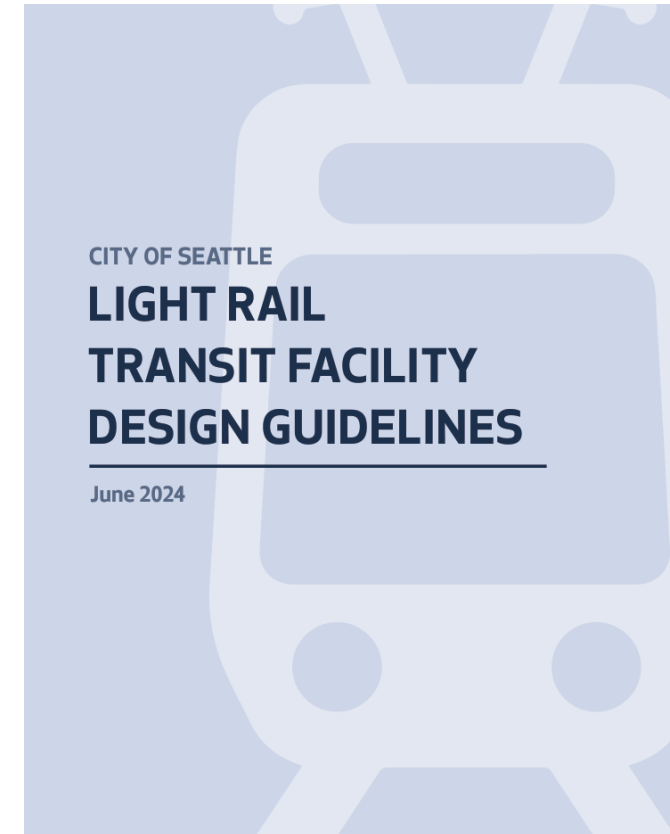 CITY OF SEATTLE
LIGHT RAIL
TRANSIT FACILITY
DESIGN GUIDELINES
June 2024